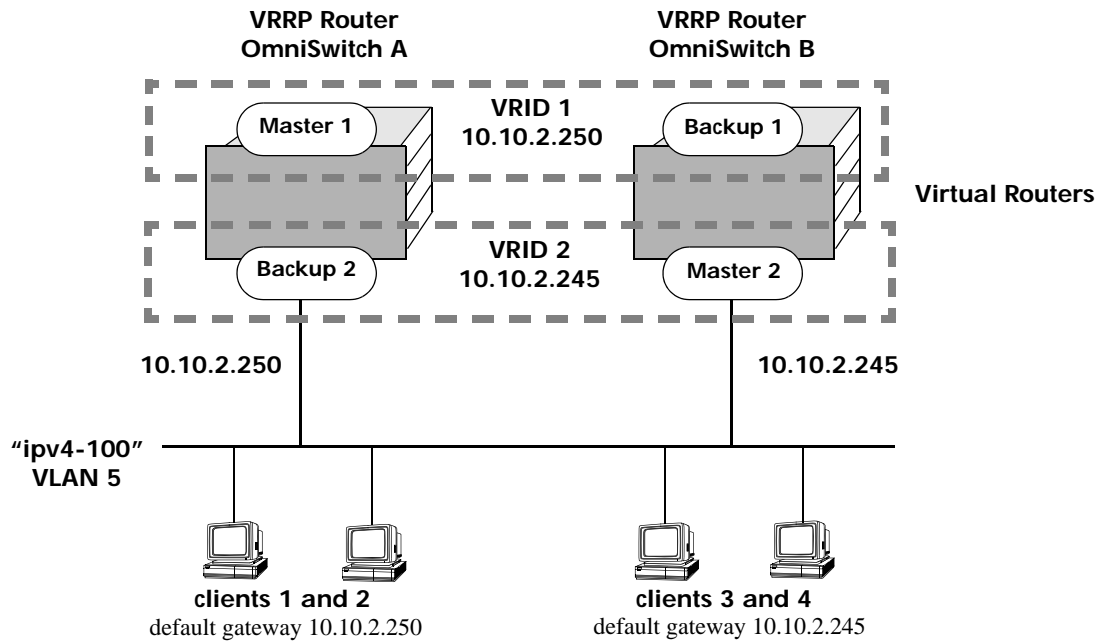 VRRP Router
OmniSwitch A
VRRP Router
OmniSwitch B
Master 1
VRID 1
10.10.2.250
Backup 1
Virtual Routers
Backup 2
VRID 2
10.10.2.245
Master 2
10.10.2.250
10.10.2.245
“ipv4-100”
VLAN 5
clients 1 and 2
default gateway 10.10.2.250
clients 3 and 4
default gateway 10.10.2.245